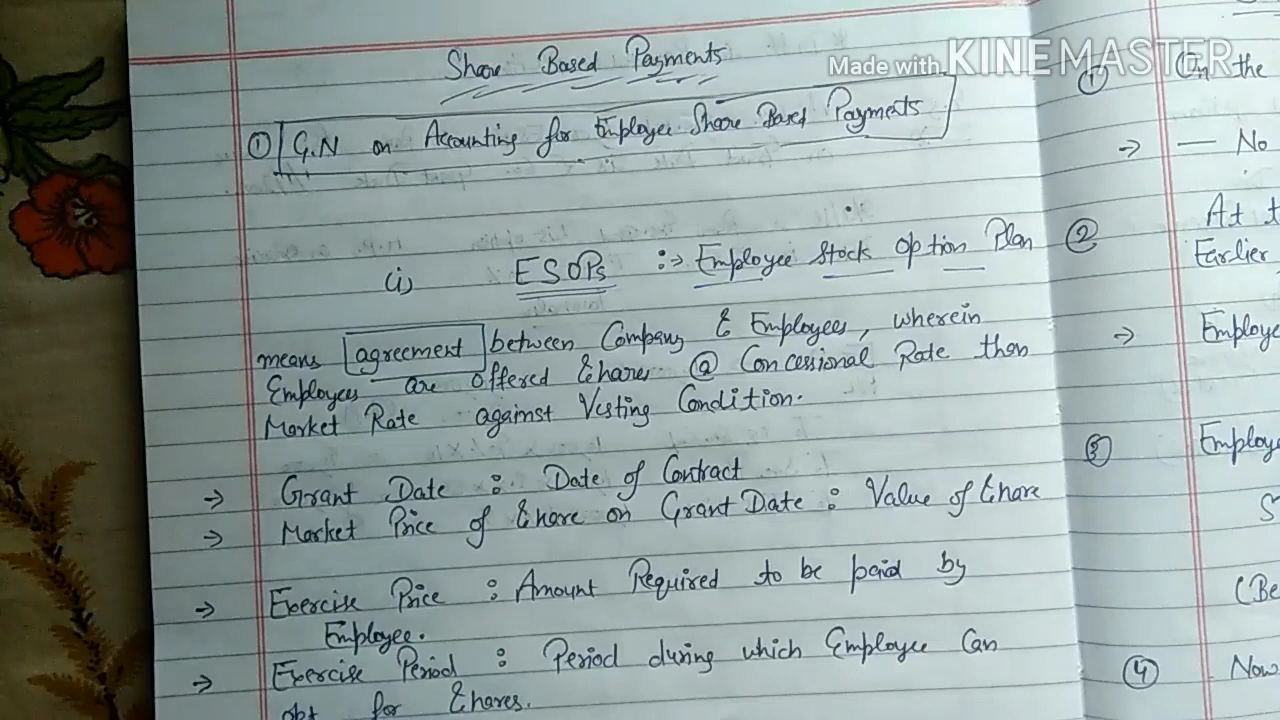 Share Based Payments
Made with KINEMASTER
① G.N on Accounting for Employee Share Based Payments
(i) ESOPs :→ Employee Stock Option Plan
means agreement between Company & Employees, wherein
Employees are offered Shares @ Concessional Rate then
Market Rate against Vesting Condition.
→ Grant Date : Date of Contract
→ Market Price of Share on Grant Date : Value of Share
→ Exercise Price : Amount Required to be paid by
Employee.
→ Exercise Period : Period during which Employee Can
opt for Shares.
① On the
→ — No
② At t
Earlier
→ Employe
③ Employe
S
(Be
④ Now